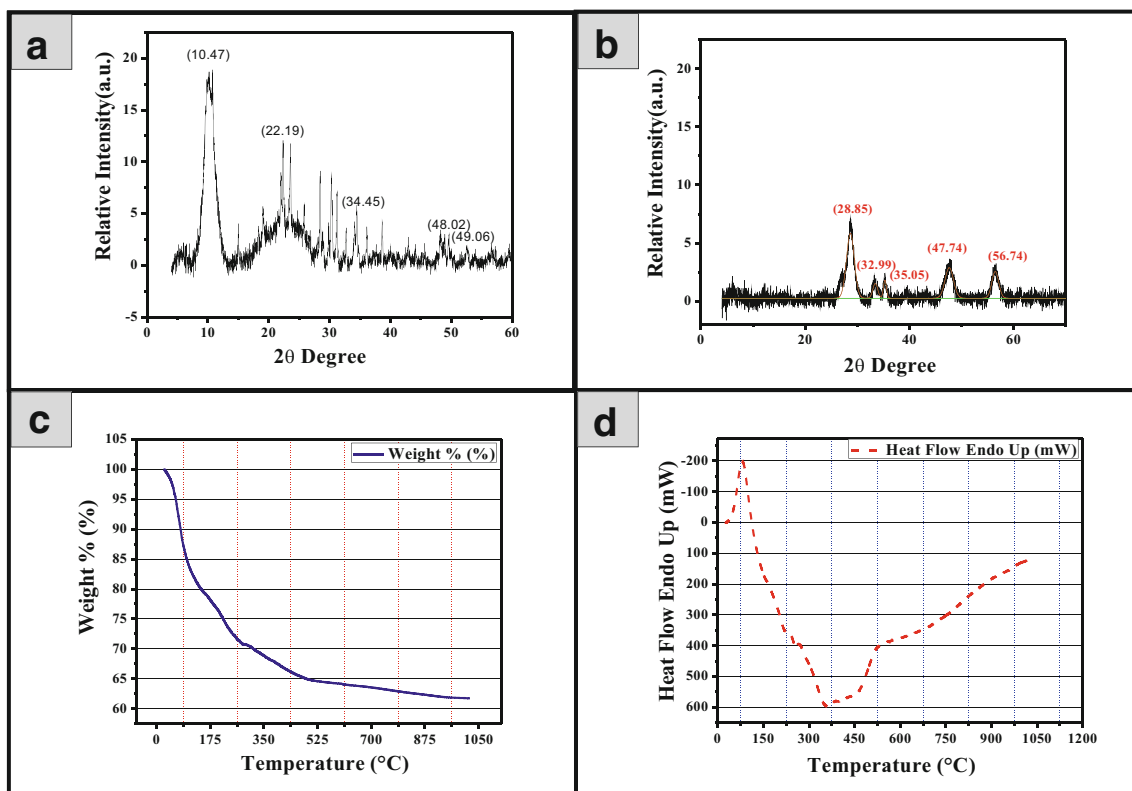 a
Relative Intensity(a.u.)
20
15
10
5
0
-5
(10.47)
(22.19)
(34.45)
(48.02)
(49.06)
0 10 20 30 40 50 60
2θ Degree
b
Relative Intensity(a.u.)
20
15
10
5
0
(28.85)
(32.99)
(35.05)
(47.74)
(56.74)
0 20 40 60
2θ Degree
c
Weight % (%)
105
100
95
90
85
80
75
70
65
60
Weight % (%)
0 175 350 525 700 875 1050
Temperature (°C)
d
Heat Flow Endo Up (mW)
-200
-100
0
100
200
300
400
500
600
Heat Flow Endo Up (mW)
0 150 300 450 600 750 900 1050 1200
Temperature (°C)